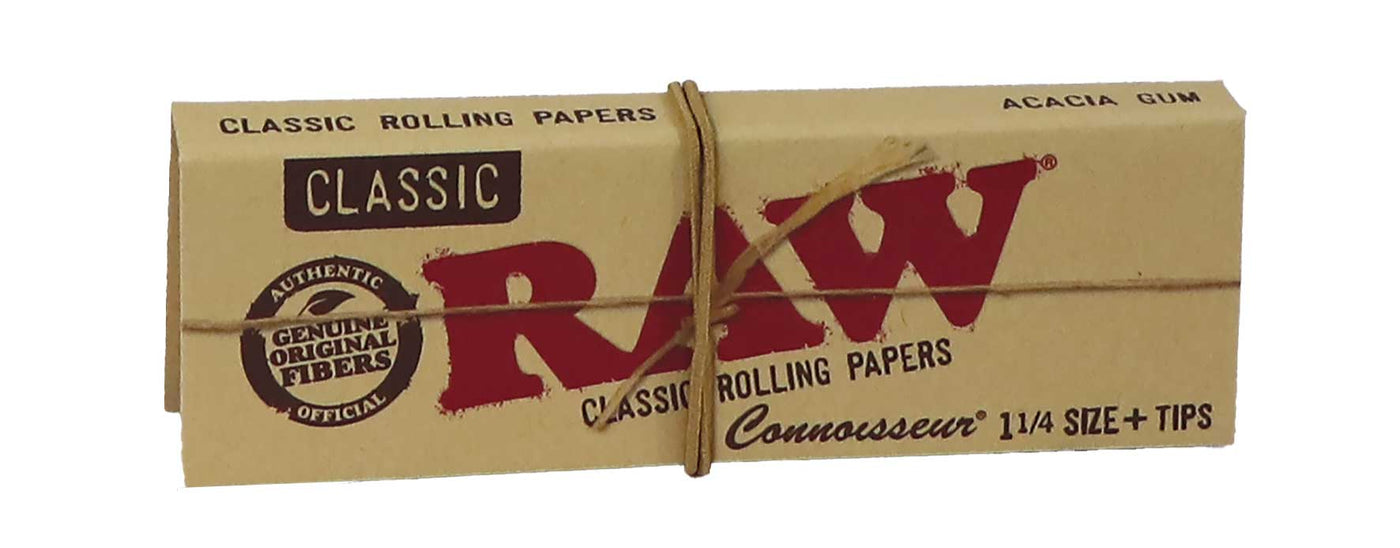 CLASSIC ROLLING PAPERS
ACACIA GUM
CLASSIC
RAW®
AUTHENTIC
GENUINE
ORIGINAL
FIBERS
OFFICIAL
CLASSIC ROLLING PAPERS
Connoisseur® 1 1/4 SIZE + TIPS